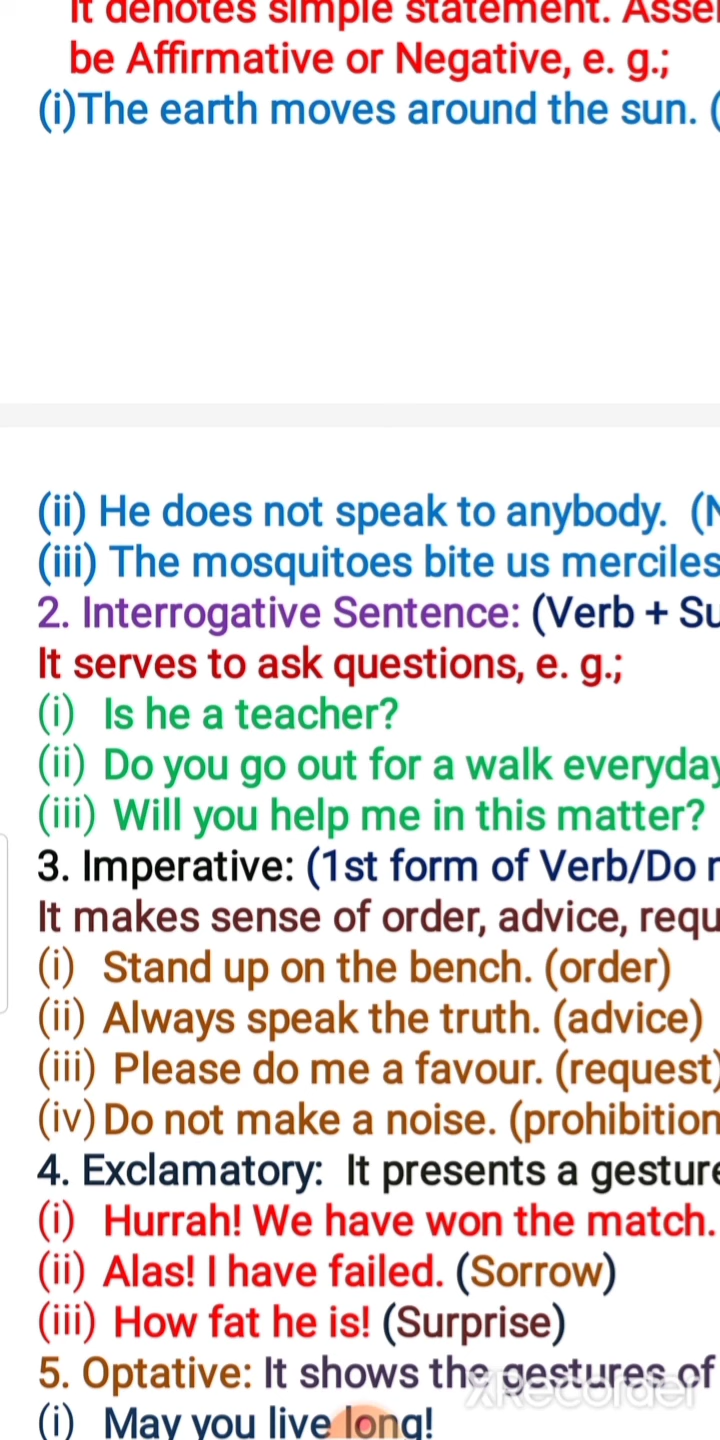 It denotes simple statement.
be Affirmative or Negative, e. g.;
(i)The earth moves around the sun. (
(ii) He does not speak to anybody. (
(iii) The mosquitoes bite us
2. Interrogative Sentence: (Verb +
It serves to ask questions, e. g.;
(i) Is he a teacher?
(ii) Do you go out for a walk everyday
(iii) Will you help me in this matter?
3. Imperative: (1st form of Verb/Do
It makes sense of order, advice,
(i) Stand up on the bench. (order)
(ii) Always speak the truth. (advice)
(iii) Please do me a favour. (request)
(iv) Do not make a noise. (prohibition
4. Exclamatory: It presents a gesture
(i) Hurrah! We have won the match.
(ii) Alas! I have failed. (Sorrow)
(iii) How fat he is! (Surprise)
5. Optative: It shows the gestures of
XRecorder
(i) May you live long!